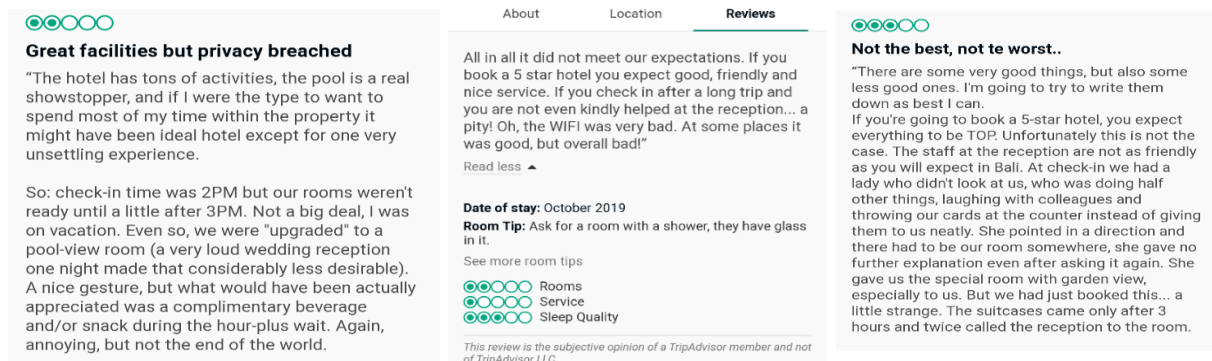 Great facilities but privacy breached
“The hotel has tons of activities, the pool is a real
showstopper, and if I were the type to want to
spend most of my time within the property it
might have been ideal hotel except for one very
unsettling experience.
So: check-in time was 2PM but our rooms weren't
ready until a little after 3PM. Not a big deal, I was
on vacation. Even so, we were "upgraded" to a
pool-view room (a very loud wedding reception
one night made that considerably less desirable).
A nice gesture, but what would have been actually
appreciated was a complimentary beverage
and/or snack during the hour-plus wait. Again,
annoying, but not the end of the world.
About Location Reviews
All in all it did not meet our expectations. If you
book a 5 star hotel you expect good, friendly and
nice service. If you check in after a long trip and
you are not even kindly helped at the reception... a
pity! Oh, the WIFI was very bad. At some places it
was good, but overall bad!”
Read less
Date of stay: October 2019
Room Tip: Ask for a room with a shower, they have glass
in it.
See more room tips
Rooms
Service
Sleep Quality
This review is the subjective opinion of a TripAdvisor member and not
of TripAdvisor LLC
Not the best, not te worst..
“There are some very good things, but also some
less good ones. I'm going to try to write them
down as best I can.
If you're going to book a 5-star hotel, you expect
everything to be TOP. Unfortunately this is not the
case. The staff at the reception are not as friendly
as you will expect in Bali. At check-in we had a
lady who didn't look at us, who was doing half
other things, laughing with colleagues and
throwing our cards at the counter instead of giving
them to us neatly. She pointed in a direction and
there had to be our room somewhere, she gave no
further explanation even after asking it again. She
gave us the special room with garden view,
especially to us. But we had just booked this... a
little strange. The suitcases came only after 3
hours and twice called the reception to the room.